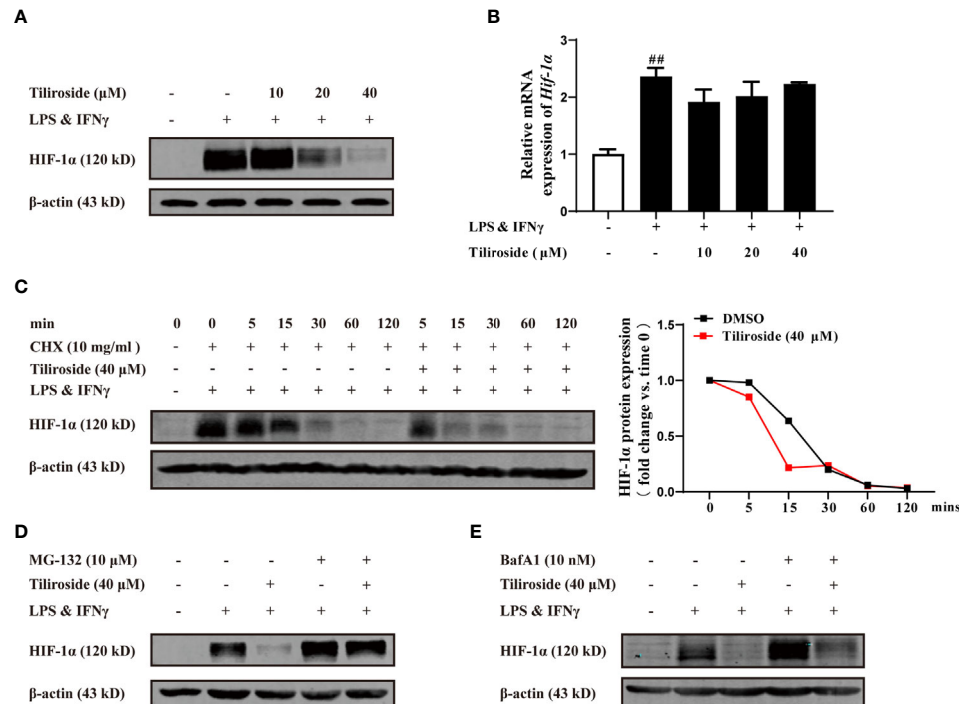 A
Tiliroside (μM) - - 10 20 40
LPS & IFNγ - + + + +
HIF-1α (120 kD)
β-actin (43 kD)
B
Relative mRNA
expression of Hif-1α
3
2
1
0
##
LPS & IFNγ - + + + +
Tiliroside ( μM) - - 10 20 40
C
min 0 0 5 15 30 60 120 5 15 30 60 120
CHX (10 mg/ml ) - + + + + + + + + + + +
Tiliroside (40 μM) - - - - - - - + + + + +
LPS & IFNγ - + + + + + + + + + + +
HIF-1α (120 kD)
β-actin (43 kD)
DMSO
Tiliroside (40 μM)
HIF-1α protein expression
( fold change vs. time 0 )
1.5
1.0
0.5
0.0
0 5 15 30 60 120 mins
D
MG-132 (10 μM) - - - + +
Tiliroside (40 μM) - - + - +
LPS & IFNγ - + + + +
HIF-1α (120 kD)
β-actin (43 kD)
E
BafA1 (10 nM) - - - + +
Tiliroside (40 μM) - - + - +
LPS & IFNγ - + + + +
HIF-1α (120 kD)
β-actin (43 kD)